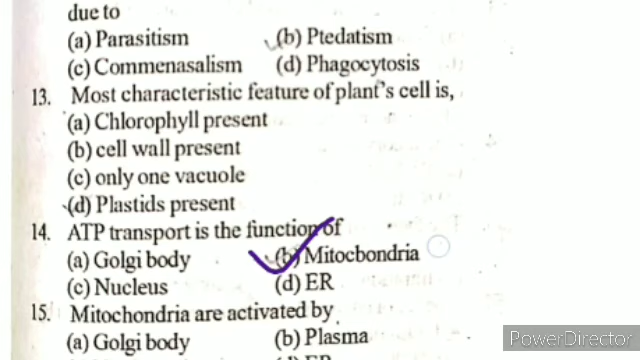 due to
(a) Parasitism (b) Ptedatism
(c) Commenasalism (d) Phagocytosis
13. Most characteristic feature of plant's cell is,
(a) Chlorophyll present
(b) cell wall present
(c) only one vacuole
(d) Plastids present
14. ATP transport is the function of
(a) Golgi body (b) Mitocbondria
(c) Nucleus (d) ER
15. Mitochondria are activated by
(a) Golgi body (b) Plasma
PowerDirector